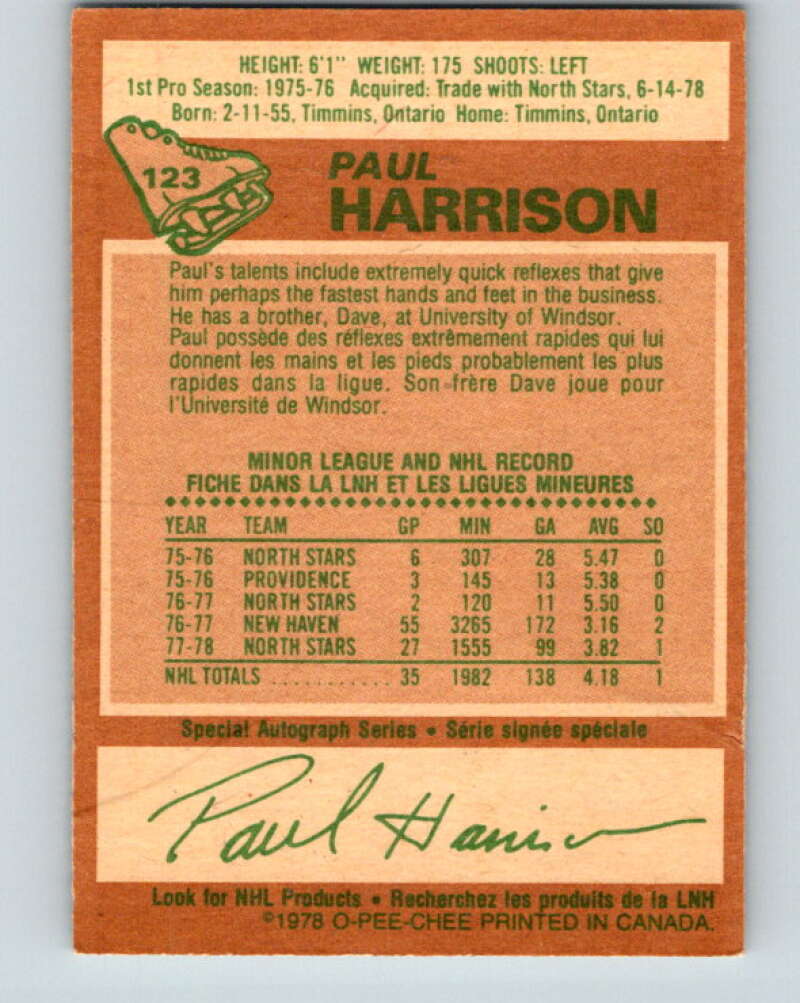 HEIGHT: 6'1" WEIGHT: 175 SHOOTS: LEFT
1st Pro Season: 1975-76 Acquired: Trade with North Stars, 6-14-78
Born: 2-11-55, Timmins, Ontario Home: Timmins, Ontario
123
PAUL
HARRISON
Paul's talents include extremely quick reflexes that give
him perhaps the fastest hands and feet in the business.
He has a brother, Dave, at University of Windsor.
Paul possède des réflexes extrêmement rapides qui lui
donnent les mains et les pieds probablement les plus
rapides dans la ligue. Son frère Dave joue pour
l'Université de Windsor.
MINOR LEAGUE AND NHL RECORD
FICHE DANS LA LNH ET LES LIGUES MINEURES
YEAR TEAM GP MIN GA AVG SO
75-76 NORTH STARS 6 307 28 5.47 0
75-76 PROVIDENCE 3 145 13 5.38 0
76-77 NORTH STARS 2 120 11 5.50 0
76-77 NEW HAVEN 55 3265 172 3.16 2
77-78 NORTH STARS 27 1555 99 3.82 1
NHL TOTALS ........... 35 1982 138 4.18 1
Special Autograph Series • Série signée spéciale
Paul Harrison
Look for NHL Products • Recherchez les produits de la LNH
©1978 O-PEE-CHEE PRINTED IN CANADA.